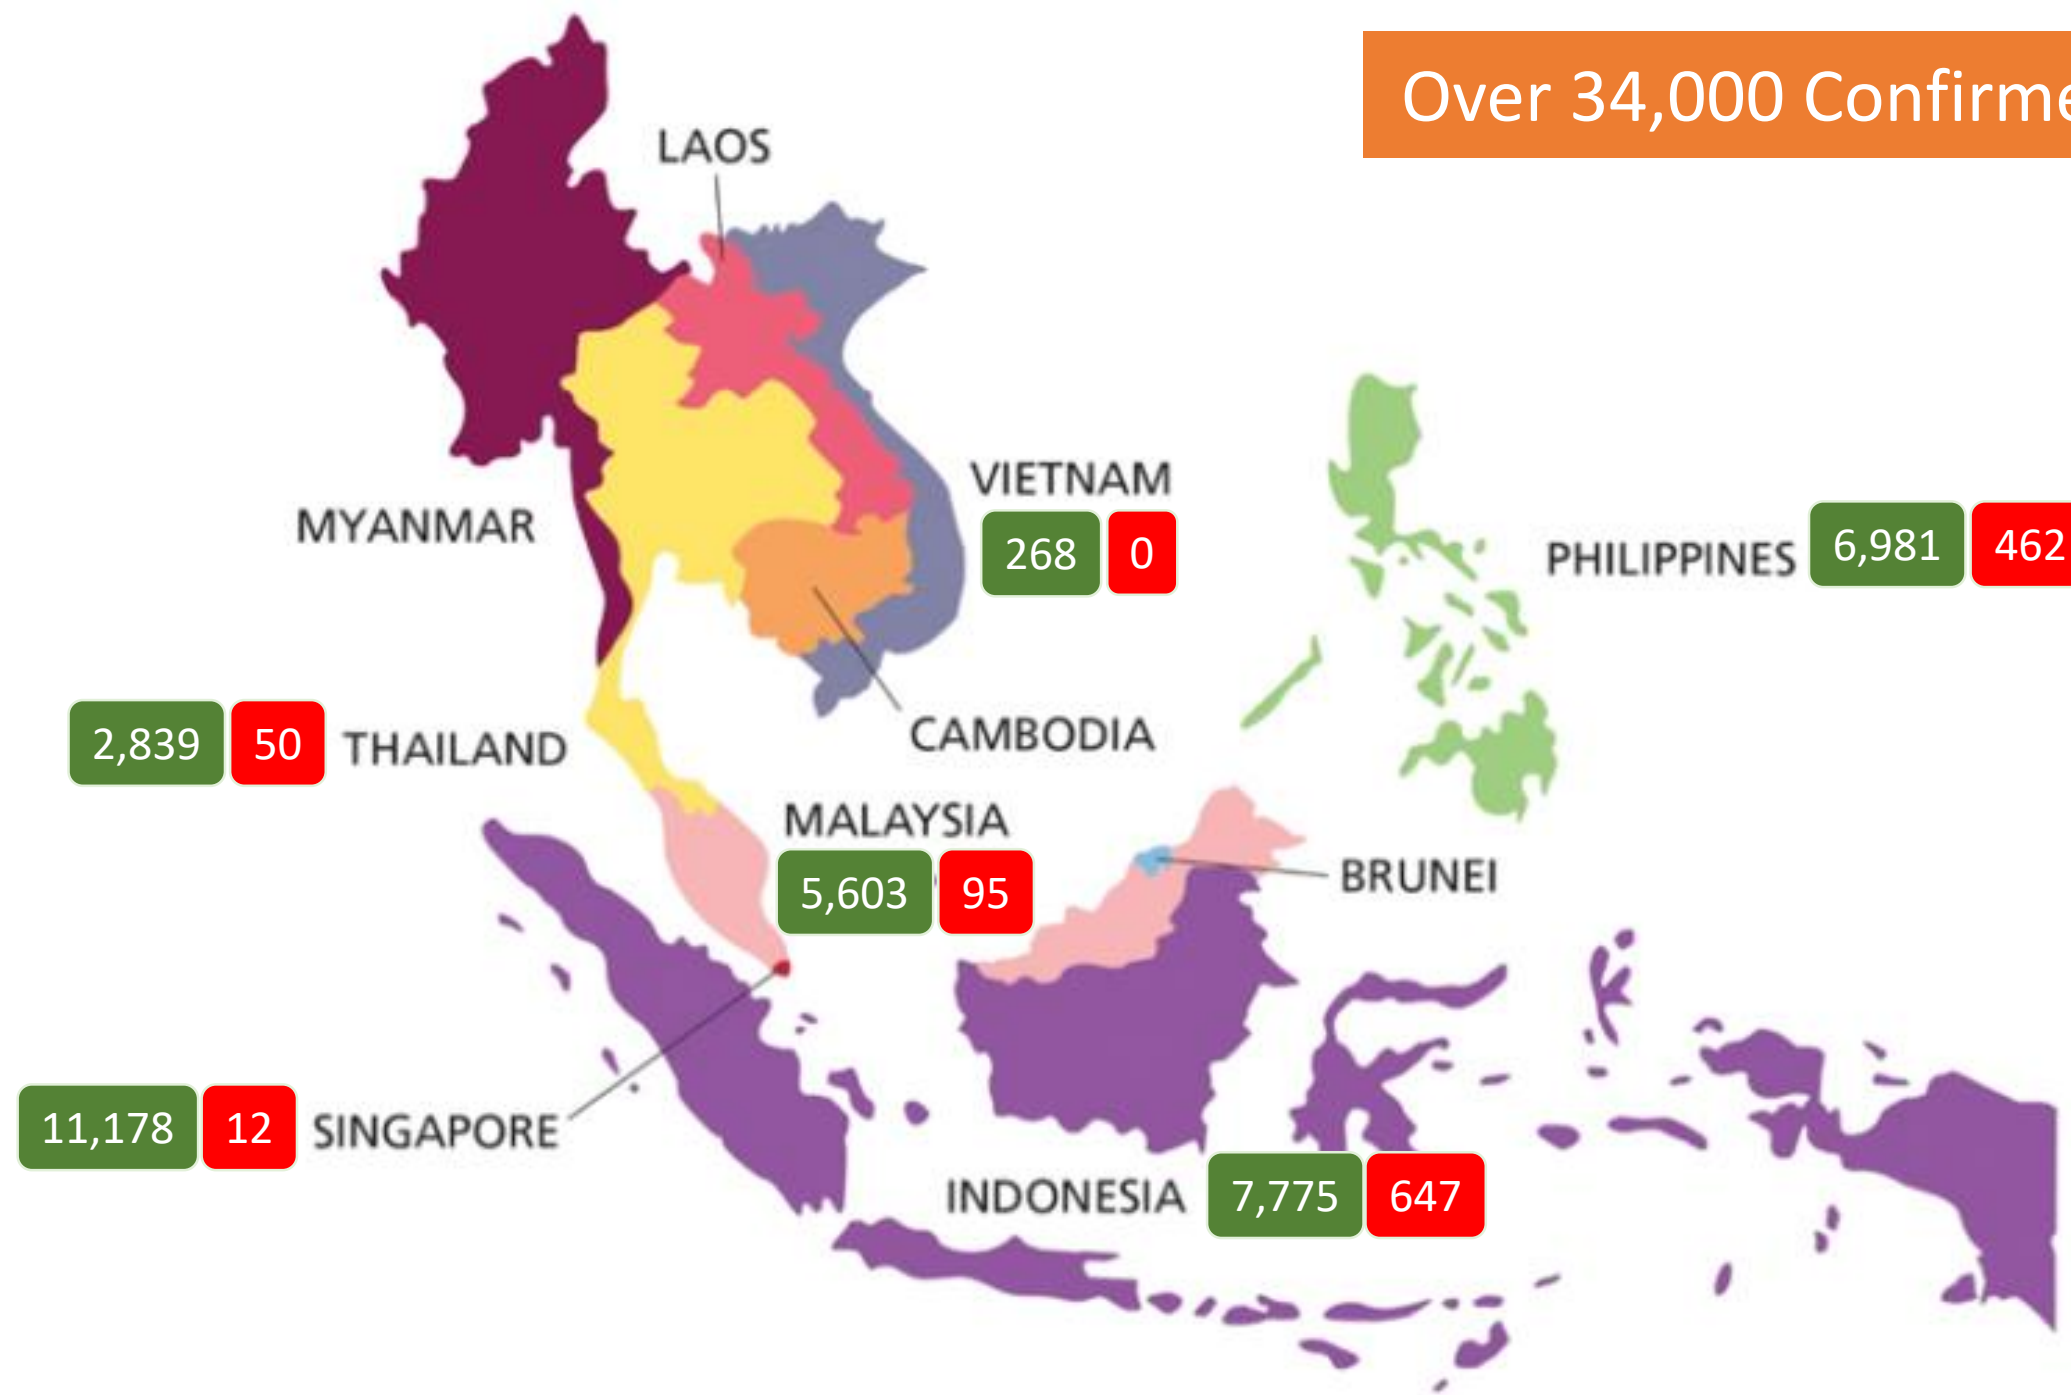 Over 34,000
LAOS
VIETNAM
268 0
MYANMAR
PHILIPPINES 6,981 462
2,839 50 THAILAND
CAMBODIA
MALAYSIA
5,603 95
BRUNEI
11,178 12 SINGAPORE
INDONESIA 7,775 647